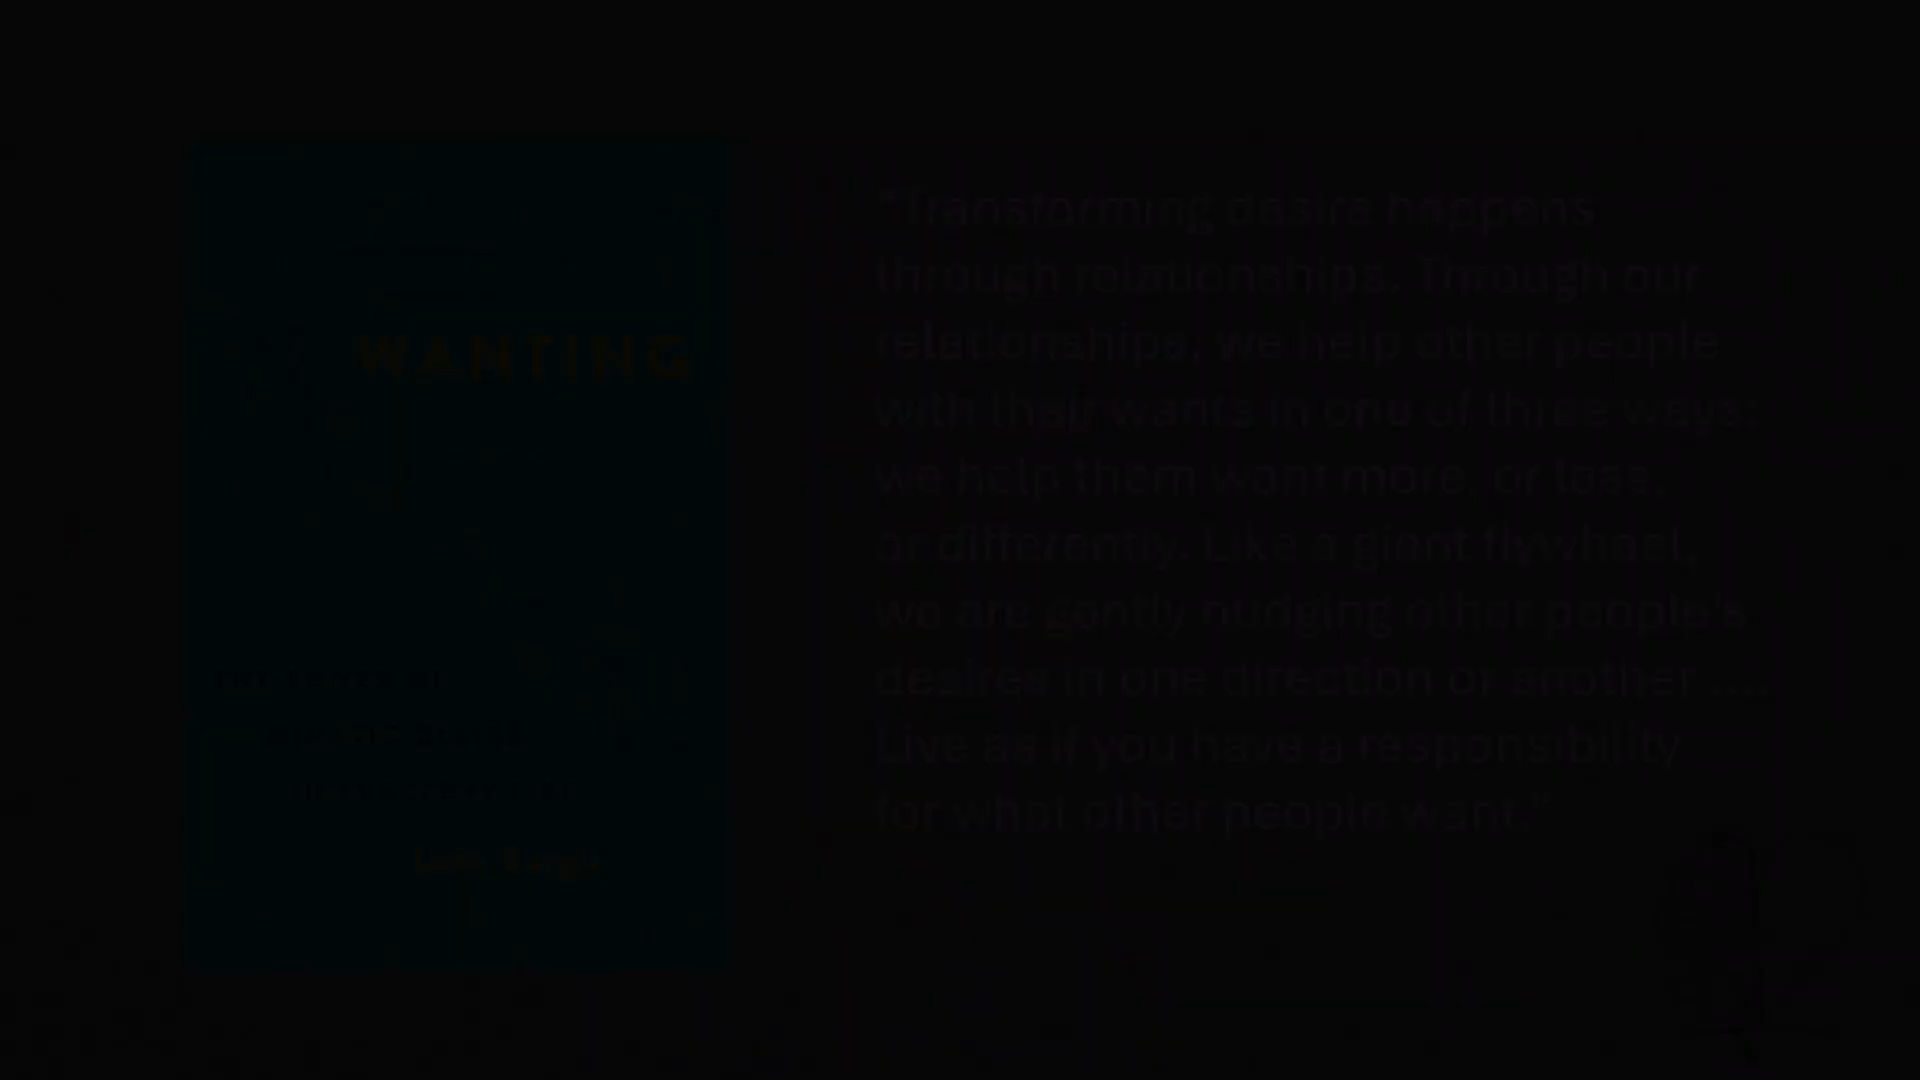 WANTING
Luke Burgis
"Transforming desire happens
through relationships. Through our
relationships, we help other people
with their wants in one of three ways:
we help them want more, or less,
or differently. Like a giant flywheel,
we are gently nudging other people's
desires in one direction or another ....
Live as if you have a responsibility
for what other people want."